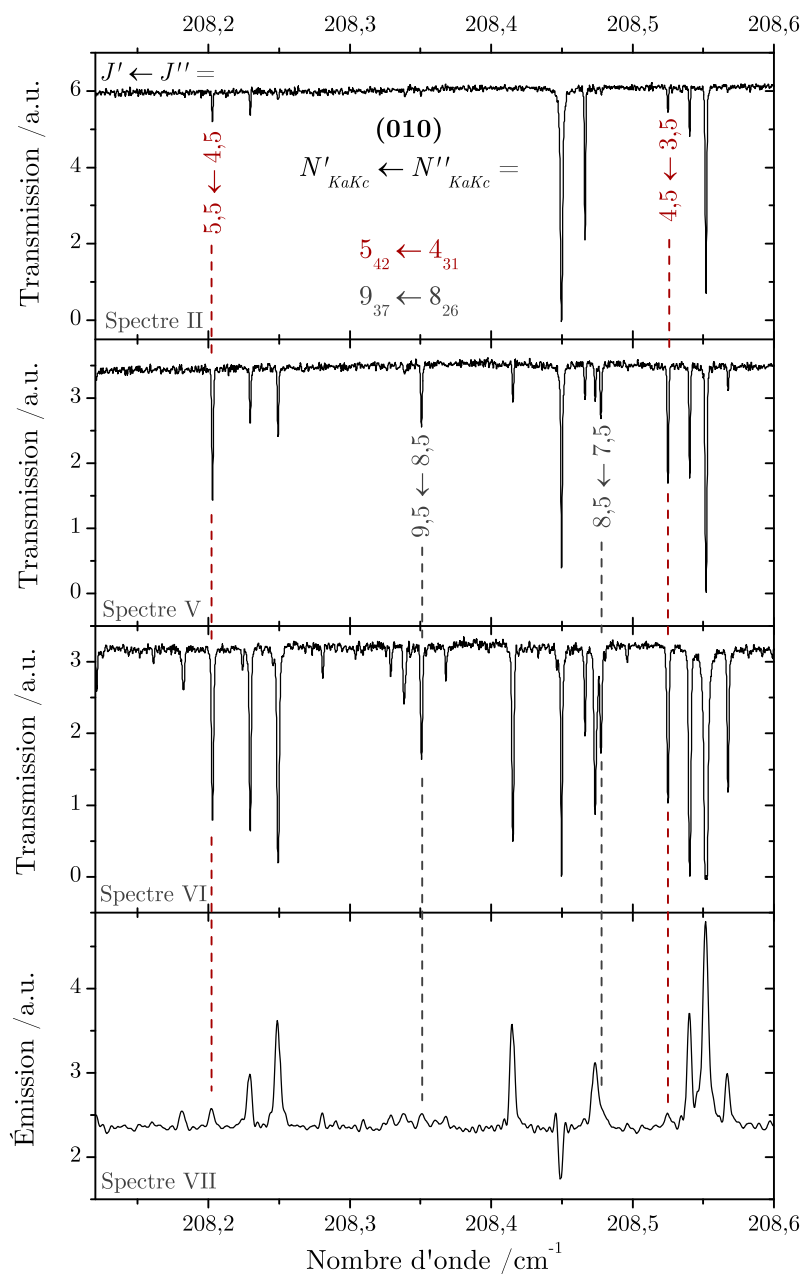 208,2 208,3 208,4 208,5 208,6
J' ← J'' =
(010)
N'KaKc ← N''KaKc =
5,5 ← 4,5
4,5 ← 3,5
5₄₂ ← 4₃₁
9₃₇ ← 8₂₆
6
4
2
0
Transmission /a.u.
Spectre II
3
2
1
0
Transmission /a.u.
9,5 ← 8,5
8,5 ← 7,5
Spectre V
3
2
1
0
Transmission /a.u.
Spectre VI
4
3
2
Émission /a.u.
Spectre VII
208,2 208,3 208,4 208,5 208,6
Nombre d'onde /cm⁻¹